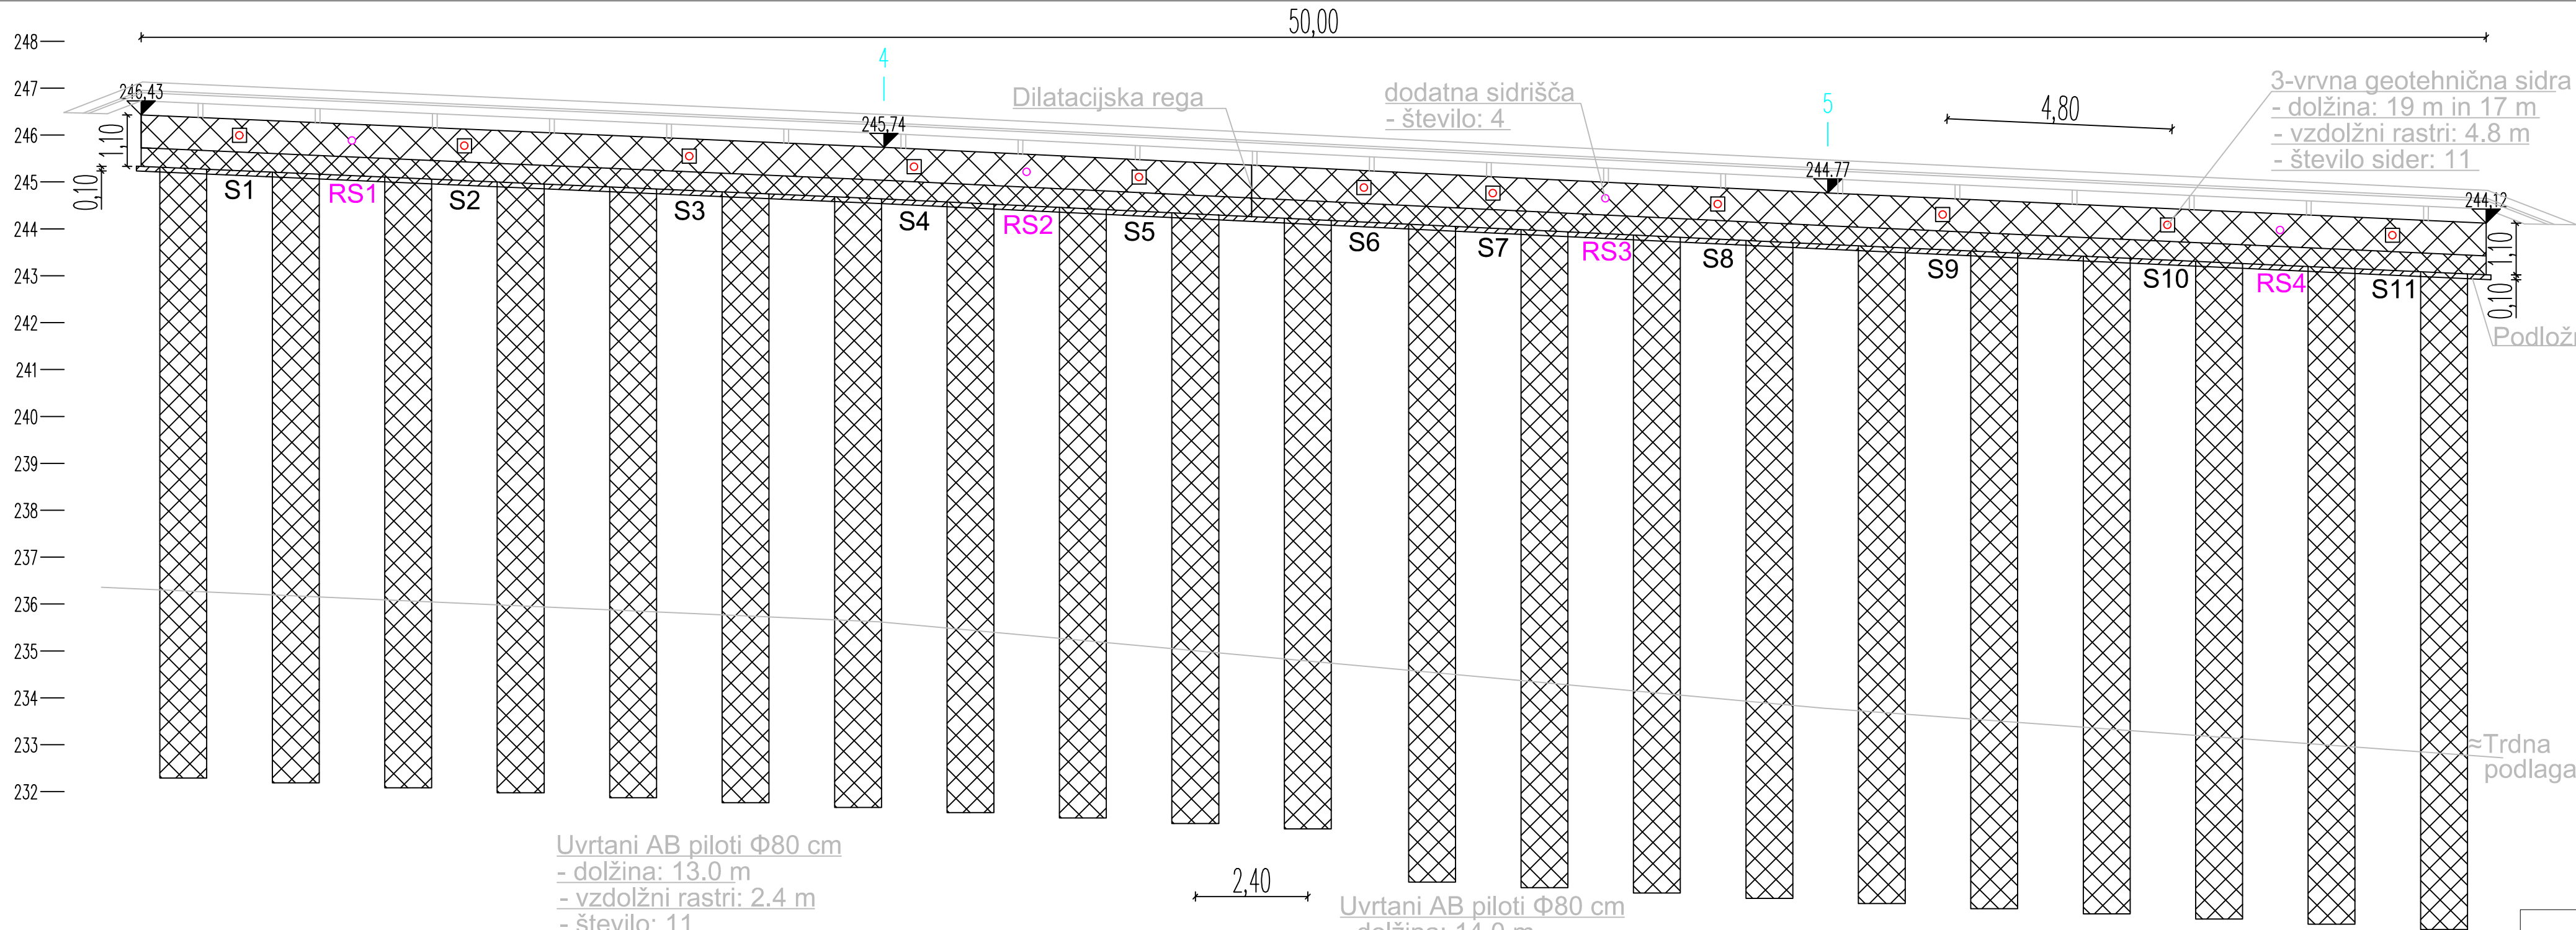 50,00
248
247
246
245
244
243
242
241
240
239
238
237
236
235
234
233
232
246,43
1,10
0,10
4
245,74
Dilatacijska rega
dodatna sidrišča
- število: 4
5
244.77
4,80
3-vrvna geotehnična sidra
- dolžina: 19 m in 17 m
- vzdolžni rastri: 4.8 m
- število sider: 11
244,12
1,10
0,10
S1
RS1
S2
S3
S4
RS2
S5
S6
S7
RS3
S8
S9
S10
RS4
S11
≈Trdna
podlaga
Uvrtani AB piloti Φ80 cm
- dolžina: 13.0 m
- vzdolžni rastri: 2.4 m
- število: 11
2,40
Uvrtani AB piloti Φ80 cm
- dolžina: 14.0 m